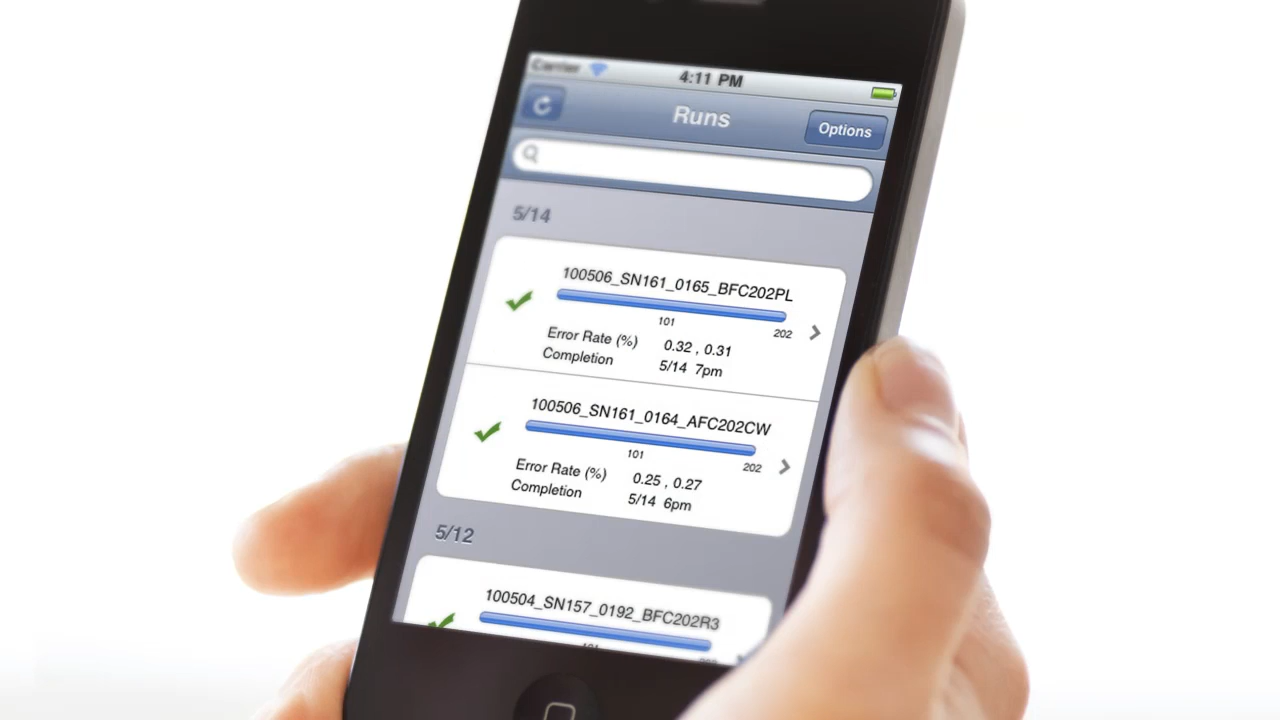 Carrier
4:11 PM
Runs
Options
5/14
100506_SN161_0165_BFC202PL
101
202
Error Rate (%) 0.32 , 0.31
Completion 5/14 7pm
100506_SN161_0164_AFC202CW
101
202
Error Rate (%) 0.25 , 0.27
Completion 5/14 6pm
5/12
100504_SN157_0192_BFC202R3